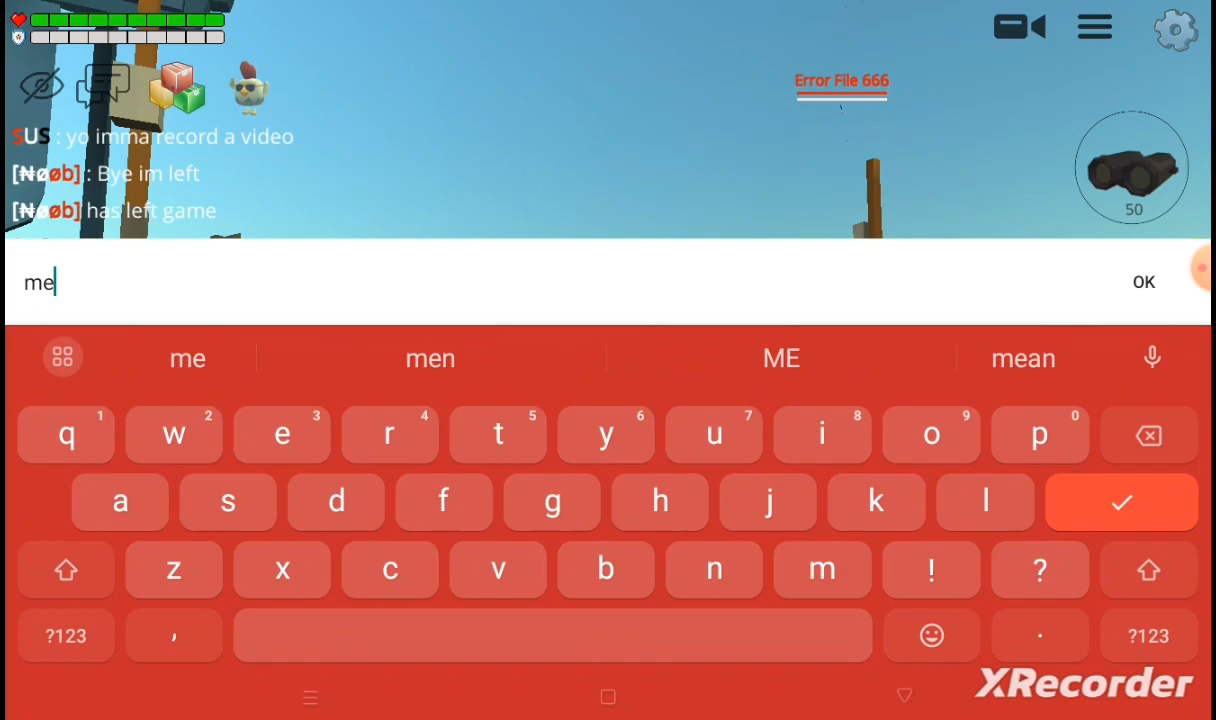 Error File 666
SUS : yo imma record a video
[₦øøb] : Bye im left
[₦øøb] has left game
50
me
OK
me men ME mean
q 1 w 2 e 3 r 4 t 5 y 6 u 7 i 8 o 9 p 0
a s d f g h j k l
z x c v b n m ! ?
?123 , . ?123
XRecorder